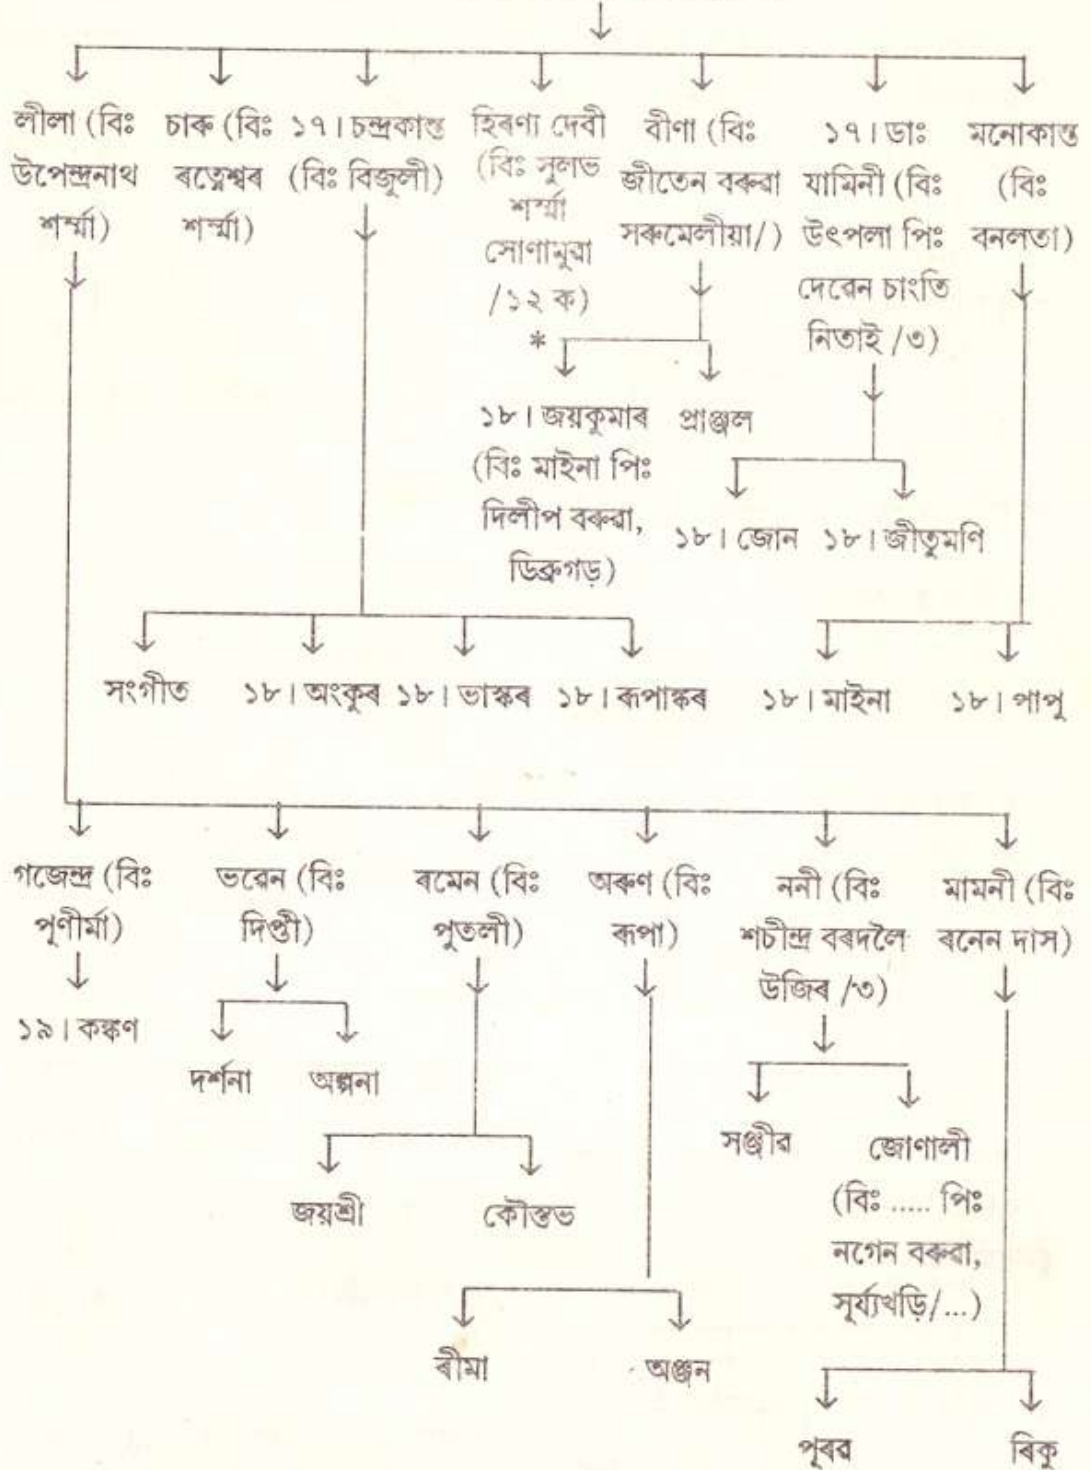 লীলা (বিঃ
উপেন্দ্ৰনাথ
শৰ্ম্মা)
চাৰু (বিঃ
ৰত্নেশ্বৰ
শৰ্ম্মা)
১৭। চন্দ্ৰকান্ত
(বিঃ বিজুলী)
হিৰণ্য দেবী
(বিঃ সুলভ
শৰ্ম্মা
সোণামুৱা
/১২ ক)
*
বীণা (বিঃ
জীতেন বৰুৱা
সৰুমেলীয়া/)
১৭। ডাঃ
যামিনী (বিঃ
উৎপলা পিঃ
দেৱেন চাংতি
নিতাই /৩)
মনোকান্ত
(বিঃ
বনলতা)
১৮। জয়কুমাৰ
(বিঃ মাইনা পিঃ
দিলীপ বৰুৱা,
ডিব্ৰুগড়)
প্ৰাঞ্জল
১৮। জোন
১৮। জীতুমণি
সংগীত
১৮। অংকুৰ
১৮। ভাস্কৰ
১৮। ৰূপাঙ্কৰ
১৮। মাইনা
১৮। পাপু
গজেন্দ্ৰ (বিঃ
পূৰ্ণীৰ্মা)
ভৱেন (বিঃ
দিপ্তী)
ৰমেন (বিঃ
পুতলী)
অৰুণ (বিঃ
ৰূপা)
ননী (বিঃ
শচীন্দ্ৰ বৰদলৈ
উজিৰ /৩)
মামনী (বিঃ
ৰনেন দাস)
১৯। কঙ্কণ
দৰ্শনা
অল্পনা
জয়শ্ৰী
কৌস্তভ
সঞ্জীৱ
জোণালী
(বিঃ ..... পিঃ
নগেন বৰুৱা,
সূৰ্য্যখড়ি/...)
ৰীমা
অঞ্জন
পূৰৱ
ৰিকু